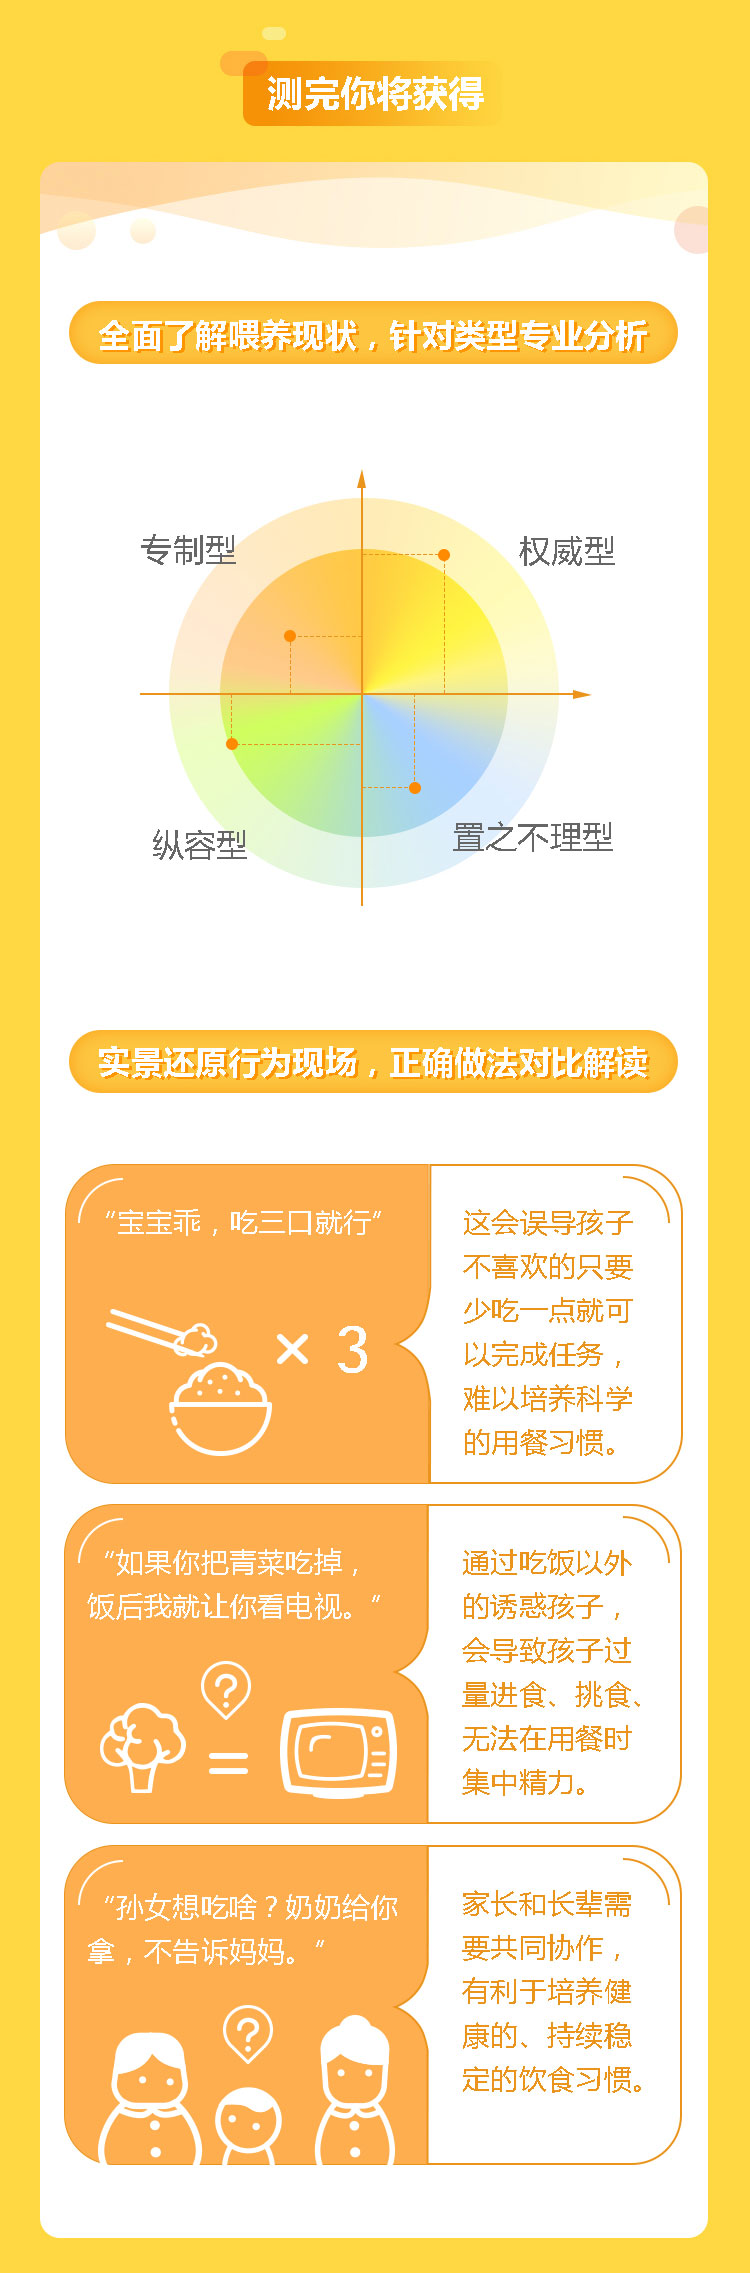 测完你将获得
全面了解喂养现状，针对类型专业分析
专制型
权威型
纵容型
置之不理型
实景还原行为现场，正确做法对比解读
“宝宝乖，吃三口就行”
× 3
这会误导孩子
不喜欢的只要
少吃一点就可
以完成任务，
难以培养科学
的用餐习惯。
“如果你把青菜吃掉，
饭后我就让你看电视。”
?
=
通过吃饭以外
的诱惑孩子，
会导致孩子过
量进食、挑食、
无法在用餐时
集中精力。
“孙女想吃啥？奶奶给你
拿，不告诉妈妈。”
?
家长和长辈需
要共同协作，
有利于培养健
康的、持续稳
定的饮食习惯。